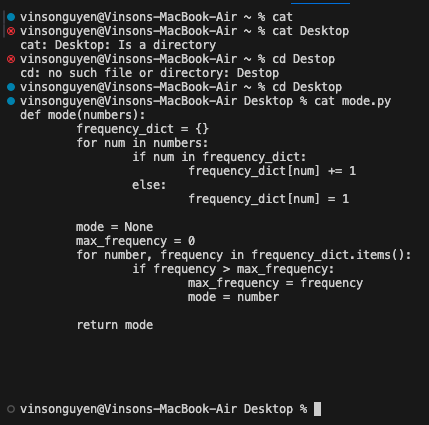 vinsonguyen@Vinsons-MacBook-Air ~ % cat
vinsonguyen@Vinsons-MacBook-Air ~ % cat Desktop
cat: Desktop: Is a directory
vinsonguyen@Vinsons-MacBook-Air ~ % cd Destop
cd: no such file or directory: Destop
vinsonguyen@Vinsons-MacBook-Air ~ % cd Desktop
vinsonguyen@Vinsons-MacBook-Air Desktop % cat mode.py
def mode(numbers):
        frequency_dict = {}
        for num in numbers:
                if num in frequency_dict:
                        frequency_dict[num] += 1
                else:
                        frequency_dict[num] = 1

        mode = None
        max_frequency = 0
        for number, frequency in frequency_dict.items():
                if frequency > max_frequency:
                        max_frequency = frequency
                        mode = number

        return mode

vinsonguyen@Vinsons-MacBook-Air Desktop %